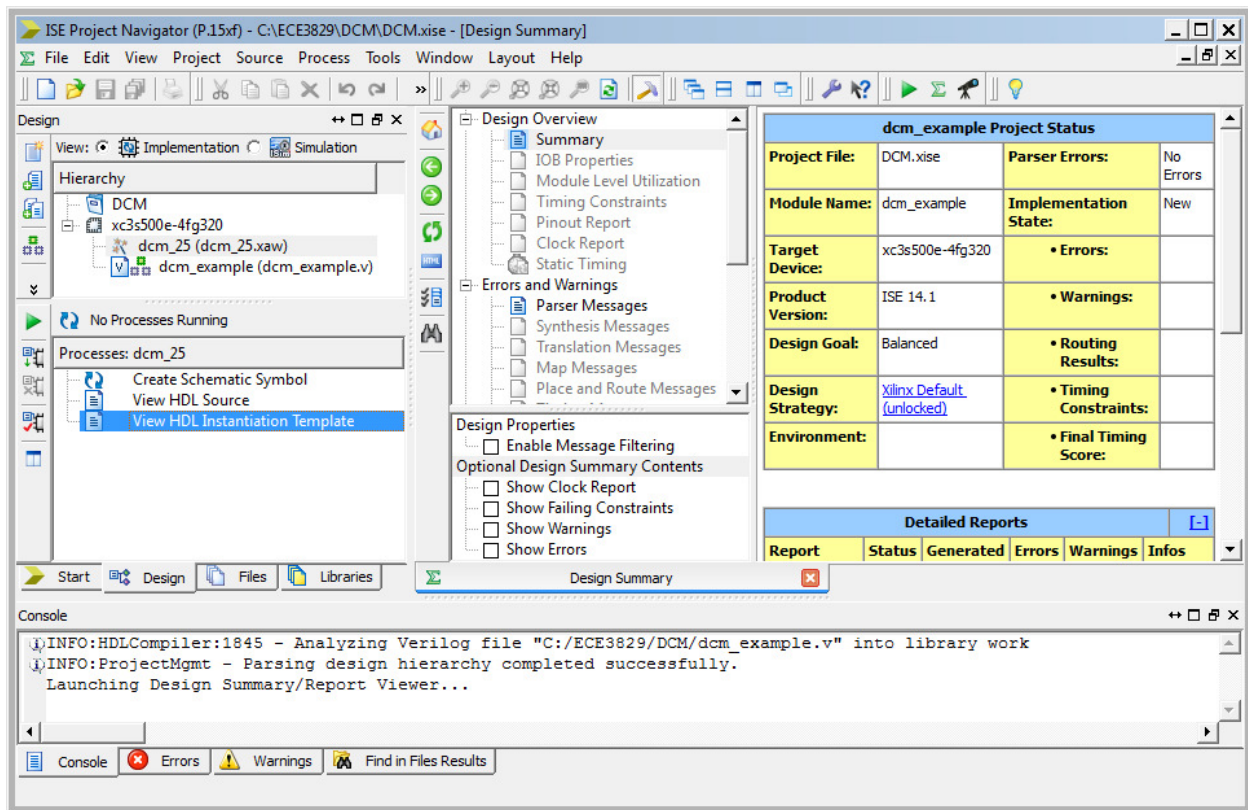 ISE Project Navigator (P.15xf) - C:\ECE3829\DCM\DCM.xise - [Design Summary]
File Edit View Project Source Process Tools Window Layout Help
Design
View: Implementation Simulation
Hierarchy
DCM
xc3s500e-4fg320
dcm_25 (dcm_25.xaw)
dcm_example (dcm_example.v)
No Processes Running
Processes: dcm_25
Create Schematic Symbol
View HDL Source
View HDL Instantiation Template
Start Design Files Libraries
Design Overview
Summary
IOB Properties
Module Level Utilization
Timing Constraints
Pinout Report
Clock Report
Static Timing
Errors and Warnings
Parser Messages
Synthesis Messages
Translation Messages
Map Messages
Place and Route Messages
Design Properties
Enable Message Filtering
Optional Design Summary Contents
Show Clock Report
Show Failing Constraints
Show Warnings
Show Errors
Design Summary
dcm_example Project Status
Project File: DCM.xise Parser Errors: No
Errors
Module Name: dcm_example Implementation New
State:
Target xc3s500e-4fg320 • Errors:
Device:
Product ISE 14.1 • Warnings:
Version:
Design Goal: Balanced • Routing
Results:
Design Xilinx Default • Timing
Strategy: (unlocked) Constraints:
Environment: • Final Timing
Score:
Detailed Reports [-]
Report Status Generated Errors Warnings Infos
Console
INFO:HDLCompiler:1845 - Analyzing Verilog file "C:/ECE3829/DCM/dcm_example.v" into library work
INFO:ProjectMgmt - Parsing design hierarchy completed successfully.
Launching Design Summary/Report Viewer...
Console Errors Warnings Find in Files Results